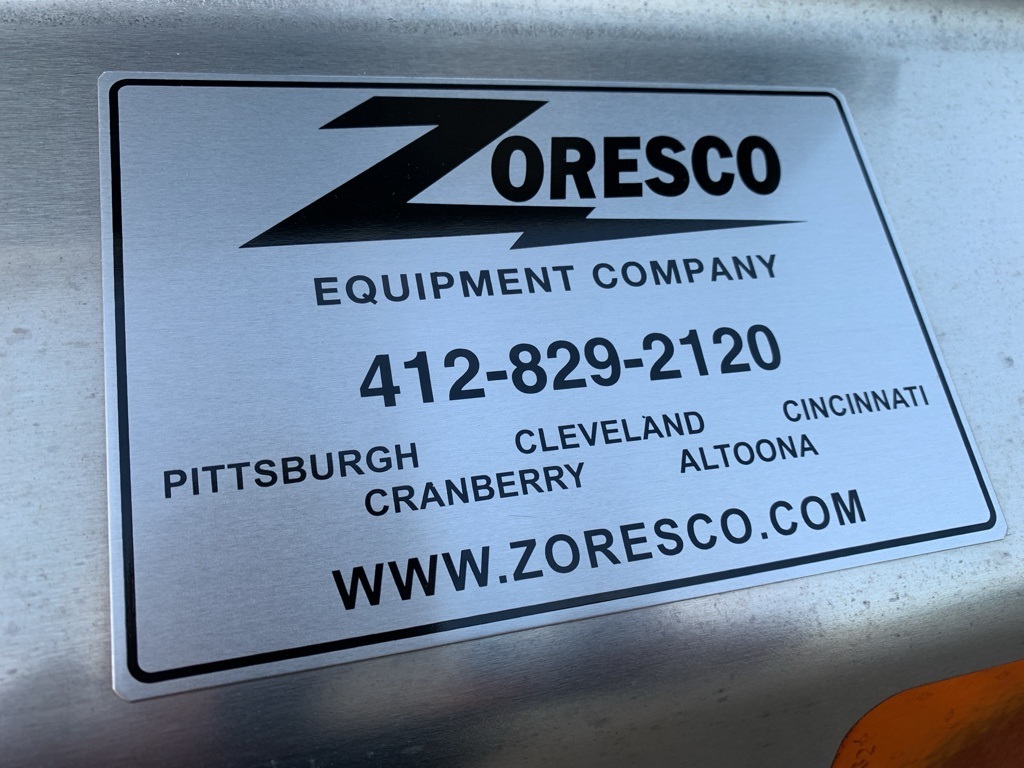 ZORESCO
EQUIPMENT COMPANY
412-829-2120
PITTSBURGH CLEVELAND CINCINNATI
CRANBERRY ALTOONA
WWW.ZORESCO.COM